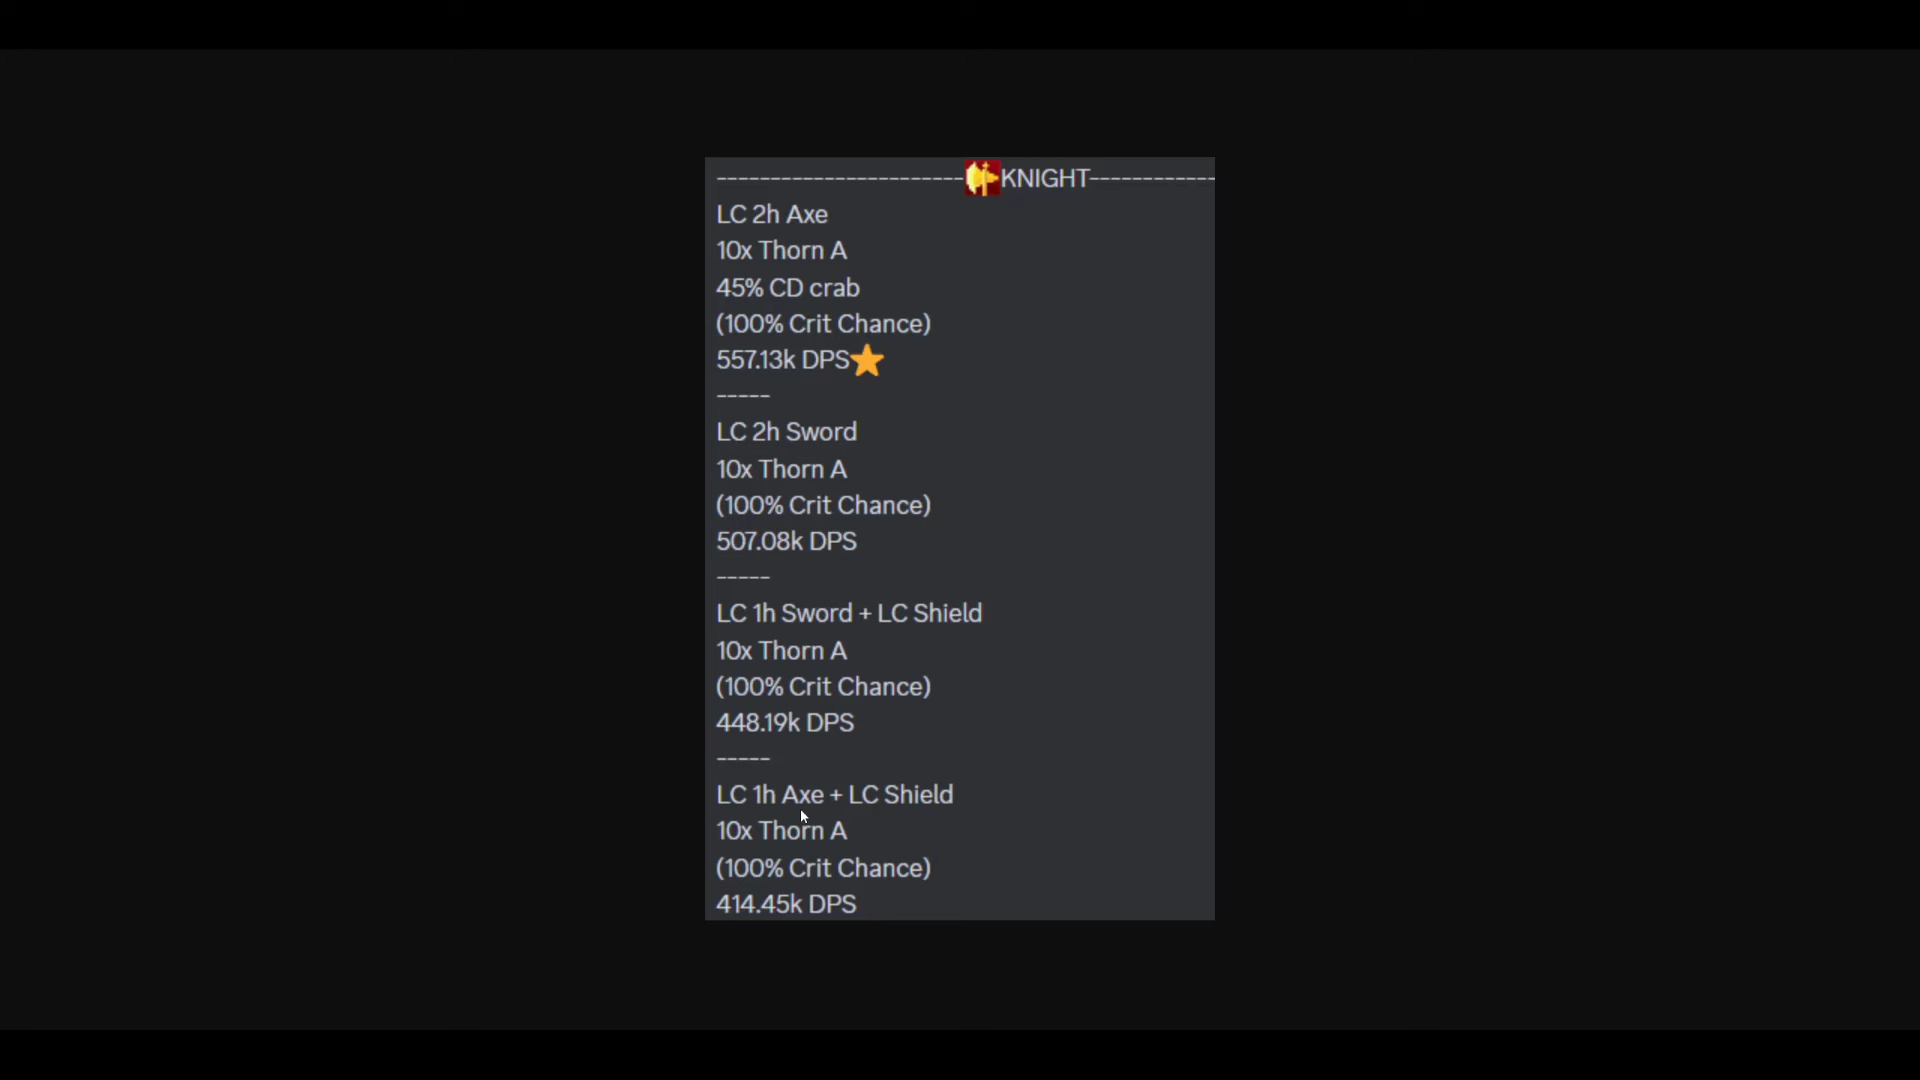 -----------------------KNIGHT------------
LC 2h Axe
10x Thorn A
45% CD crab
(100% Crit Chance)
557.13k DPS⭐
-----
LC 2h Sword
10x Thorn A
(100% Crit Chance)
507.08k DPS
-----
LC 1h Sword + LC Shield
10x Thorn A
(100% Crit Chance)
448.19k DPS
-----
LC 1h Axe + LC Shield
10x Thorn A
(100% Crit Chance)
414.45k DPS